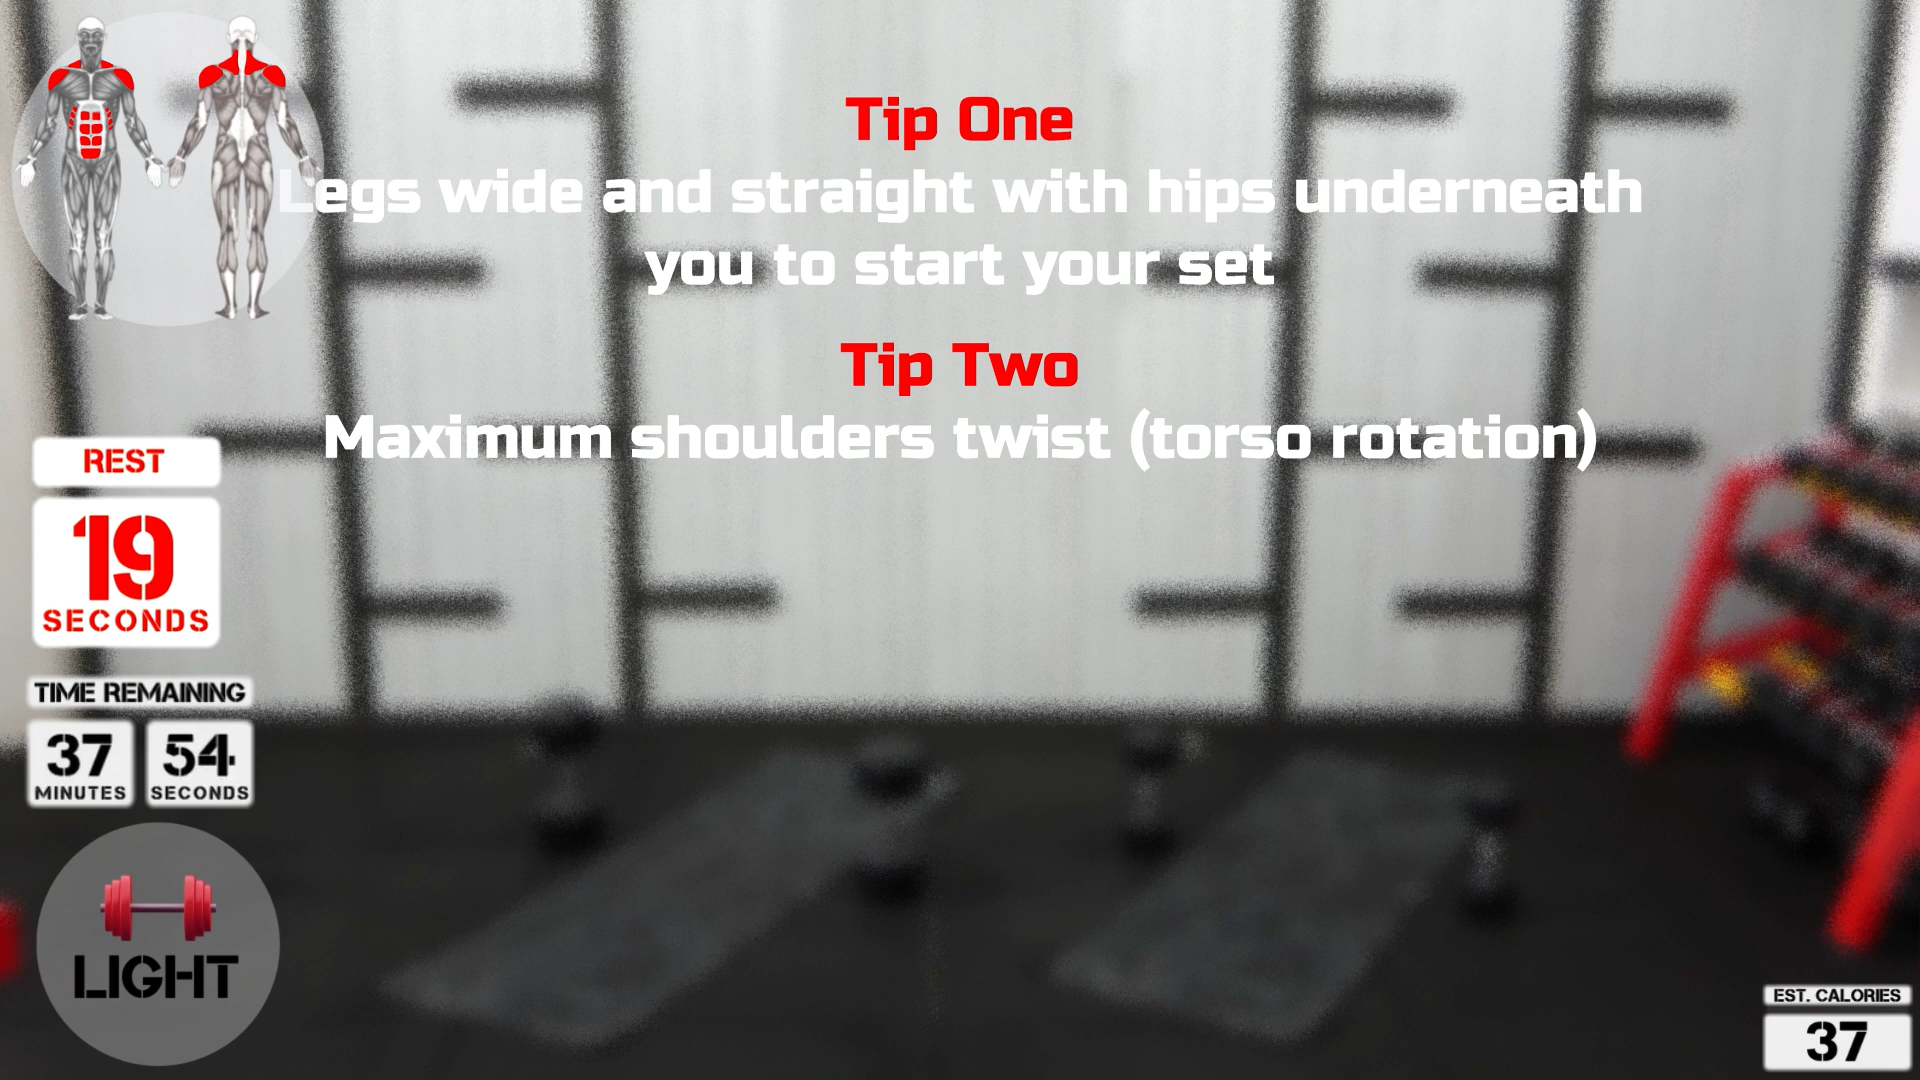 Tip One
Legs wide and straight with hips underneath
you to start your set
Tip Two
Maximum shoulders twist (torso rotation)
REST
19
SECONDS
TIME REMAINING
37 54
MINUTES SECONDS
LIGHT
EST. CALORIES
37